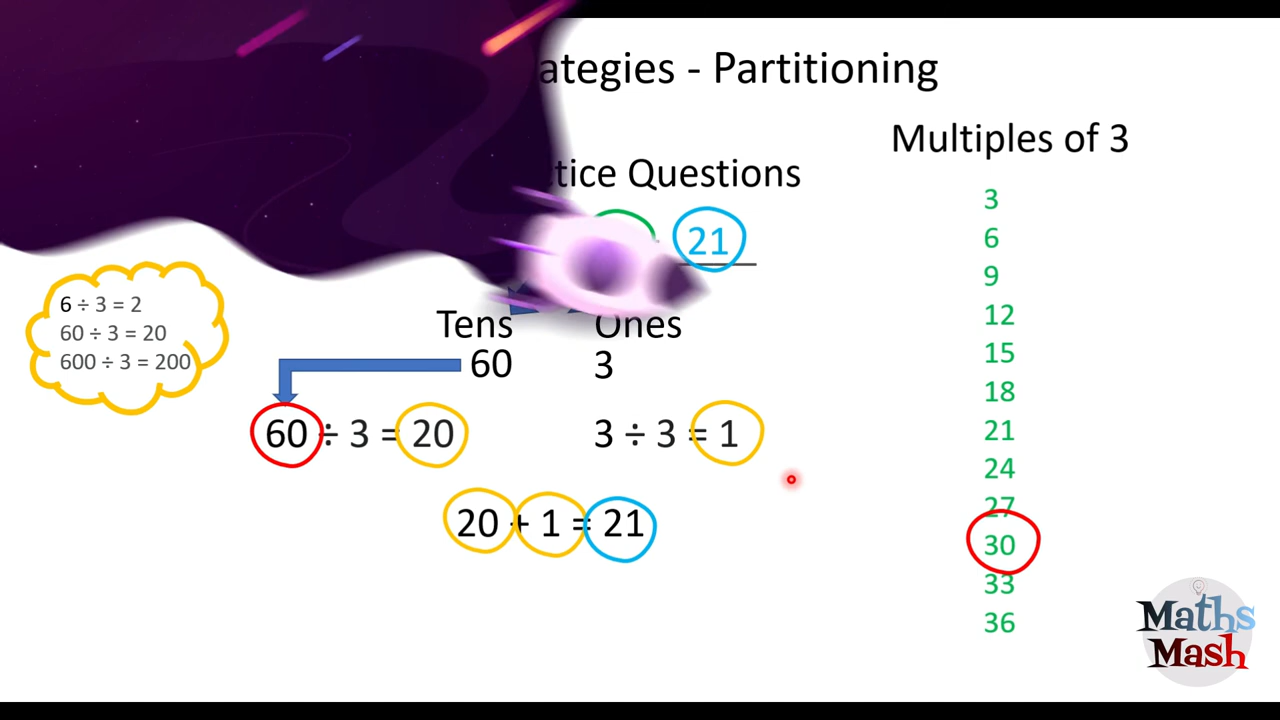 - Partitioning
Questions
21
Tens Ones
60 3
60 ÷ 3 = 20 3 ÷ 3 = 1
20 + 1 = 21
6 ÷ 3 = 2
60 ÷ 3 = 20
600 ÷ 3 = 200
Multiples of 3
3
6
9
12
15
18
21
24
27
30
33
36
Maths
Mash